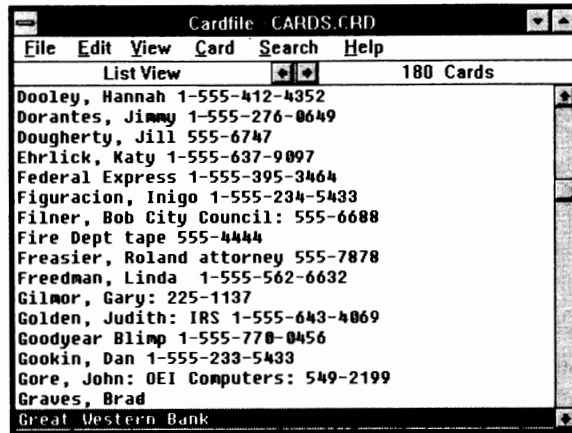 Cardfile - CARDS.CRD
File Edit View Card Search Help
List View 180 Cards
Dooley, Hannah 1-555-412-4352
Dorantes, Jimmy 1-555-276-0649
Dougherty, Jill 555-6747
Ehrlick, Katy 1-555-637-9097
Federal Express 1-555-395-3464
Figuracion, Inigo 1-555-234-5433
Filner, Bob City Council: 555-6688
Fire Dept tape 555-4444
Freasier, Roland attorney 555-7878
Freedman, Linda 1-555-562-6632
Gilmor, Gary: 225-1137
Golden, Judith: IRS 1-555-643-4069
Goodyear Blimp 1-555-770-0456
Gookin, Dan 1-555-233-5433
Gore, John: OEI Computers: 549-2199
Graves, Brad
Great Western Bank